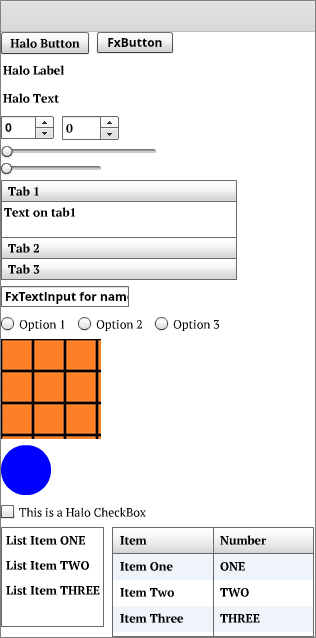 Halo Button FxButton
Halo Label
Halo Text
0 0
Tab 1
Text on tab1
Tab 2
Tab 3
FxTextInput for nam
Option 1 Option 2 Option 3
This is a Halo CheckBox
List Item ONE
List Item TWO
List Item THREE
Item Number
Item One ONE
Item Two TWO
Item Three THREE